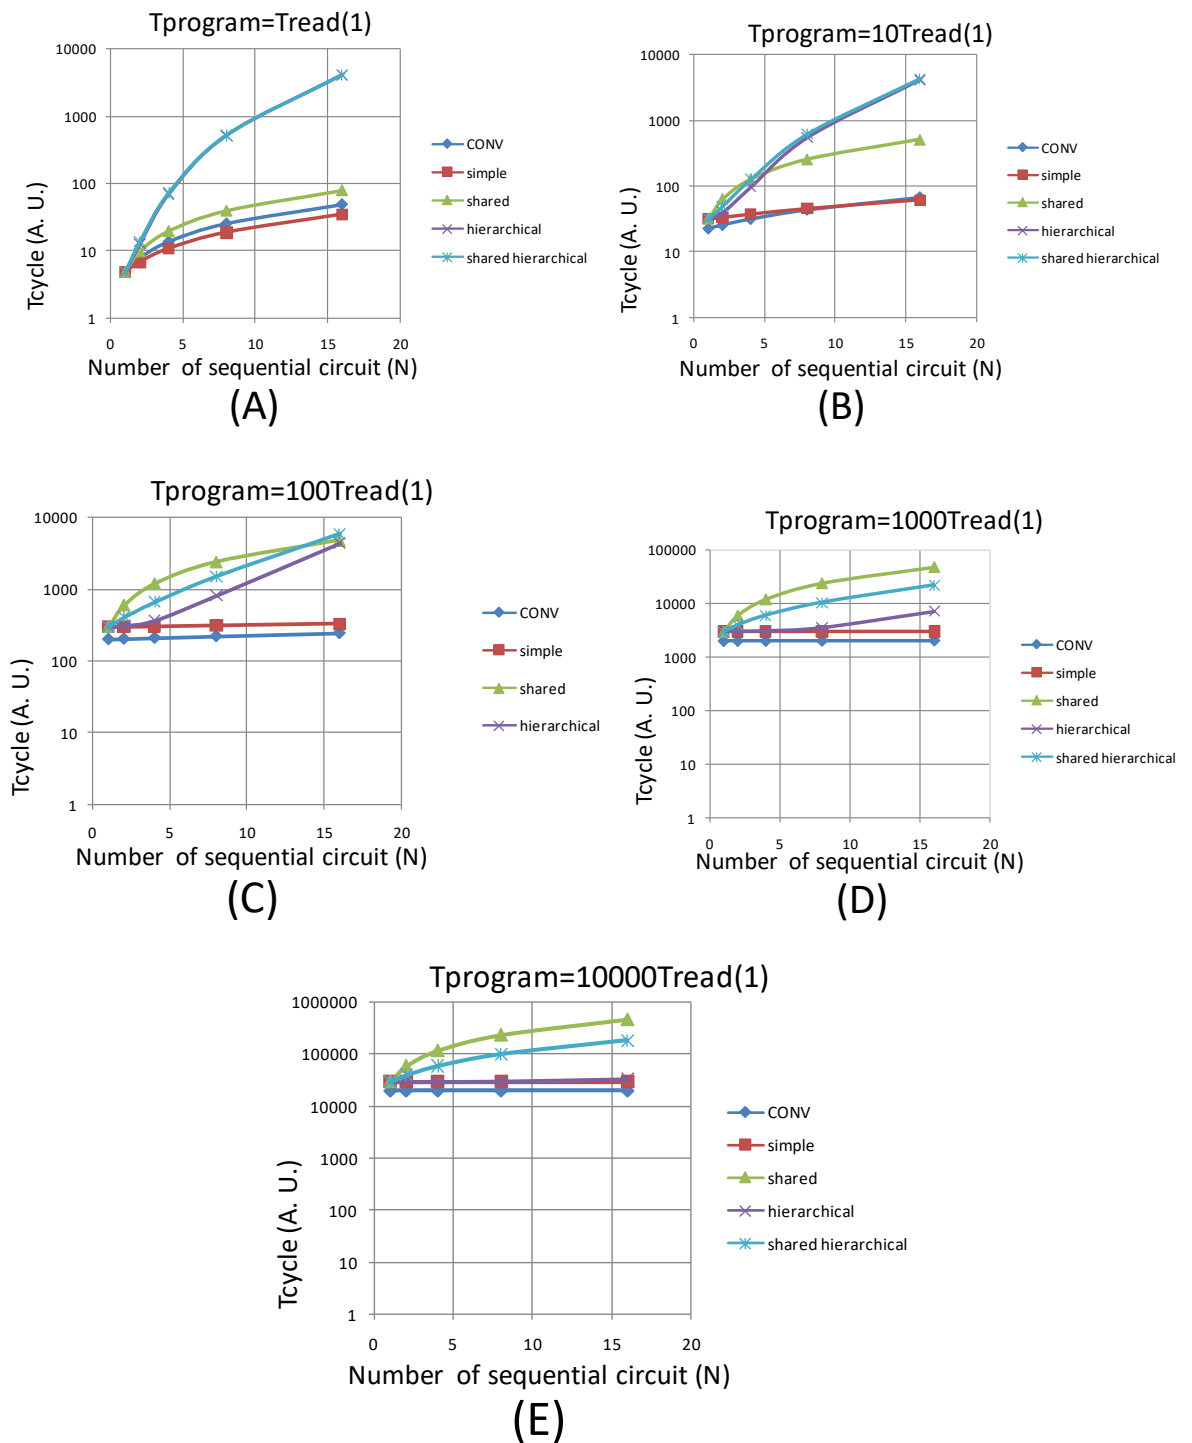 Tprogram=Tread(1)
10000
1000
100
10
1
0 5 10 15 20
Tcycle (A. U.)
Number of sequential circuit (N)
CONV
simple
shared
hierarchical
shared hierarchical
(A)
Tprogram=10Tread(1)
10000
1000
100
10
1
0 5 10 15 20
Tcycle (A. U.)
Number of sequential circuit (N)
CONV
simple
shared
hierarchical
shared hierarchical
(B)
Tprogram=100Tread(1)
10000
1000
100
10
1
0 5 10 15 20
Tcycle (A. U.)
Number of sequential circuit (N)
CONV
simple
shared
hierarchical
(C)
Tprogram=1000Tread(1)
100000
10000
1000
100
10
1
0 5 10 15 20
Tcycle (A. U.)
Number of sequential circuit (N)
CONV
simple
shared
hierarchical
shared hierarchical
(D)
Tprogram=10000Tread(1)
1000000
100000
10000
1000
100
10
1
0 5 10 15 20
Tcycle (A. U.)
Number of sequential circuit (N)
CONV
simple
shared
hierarchical
shared hierarchical
(E)